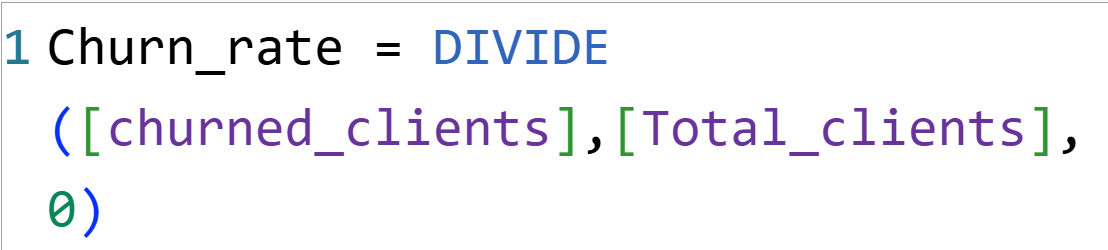 1 Churn_rate = DIVIDE
([churned_clients],[Total_clients],
0)